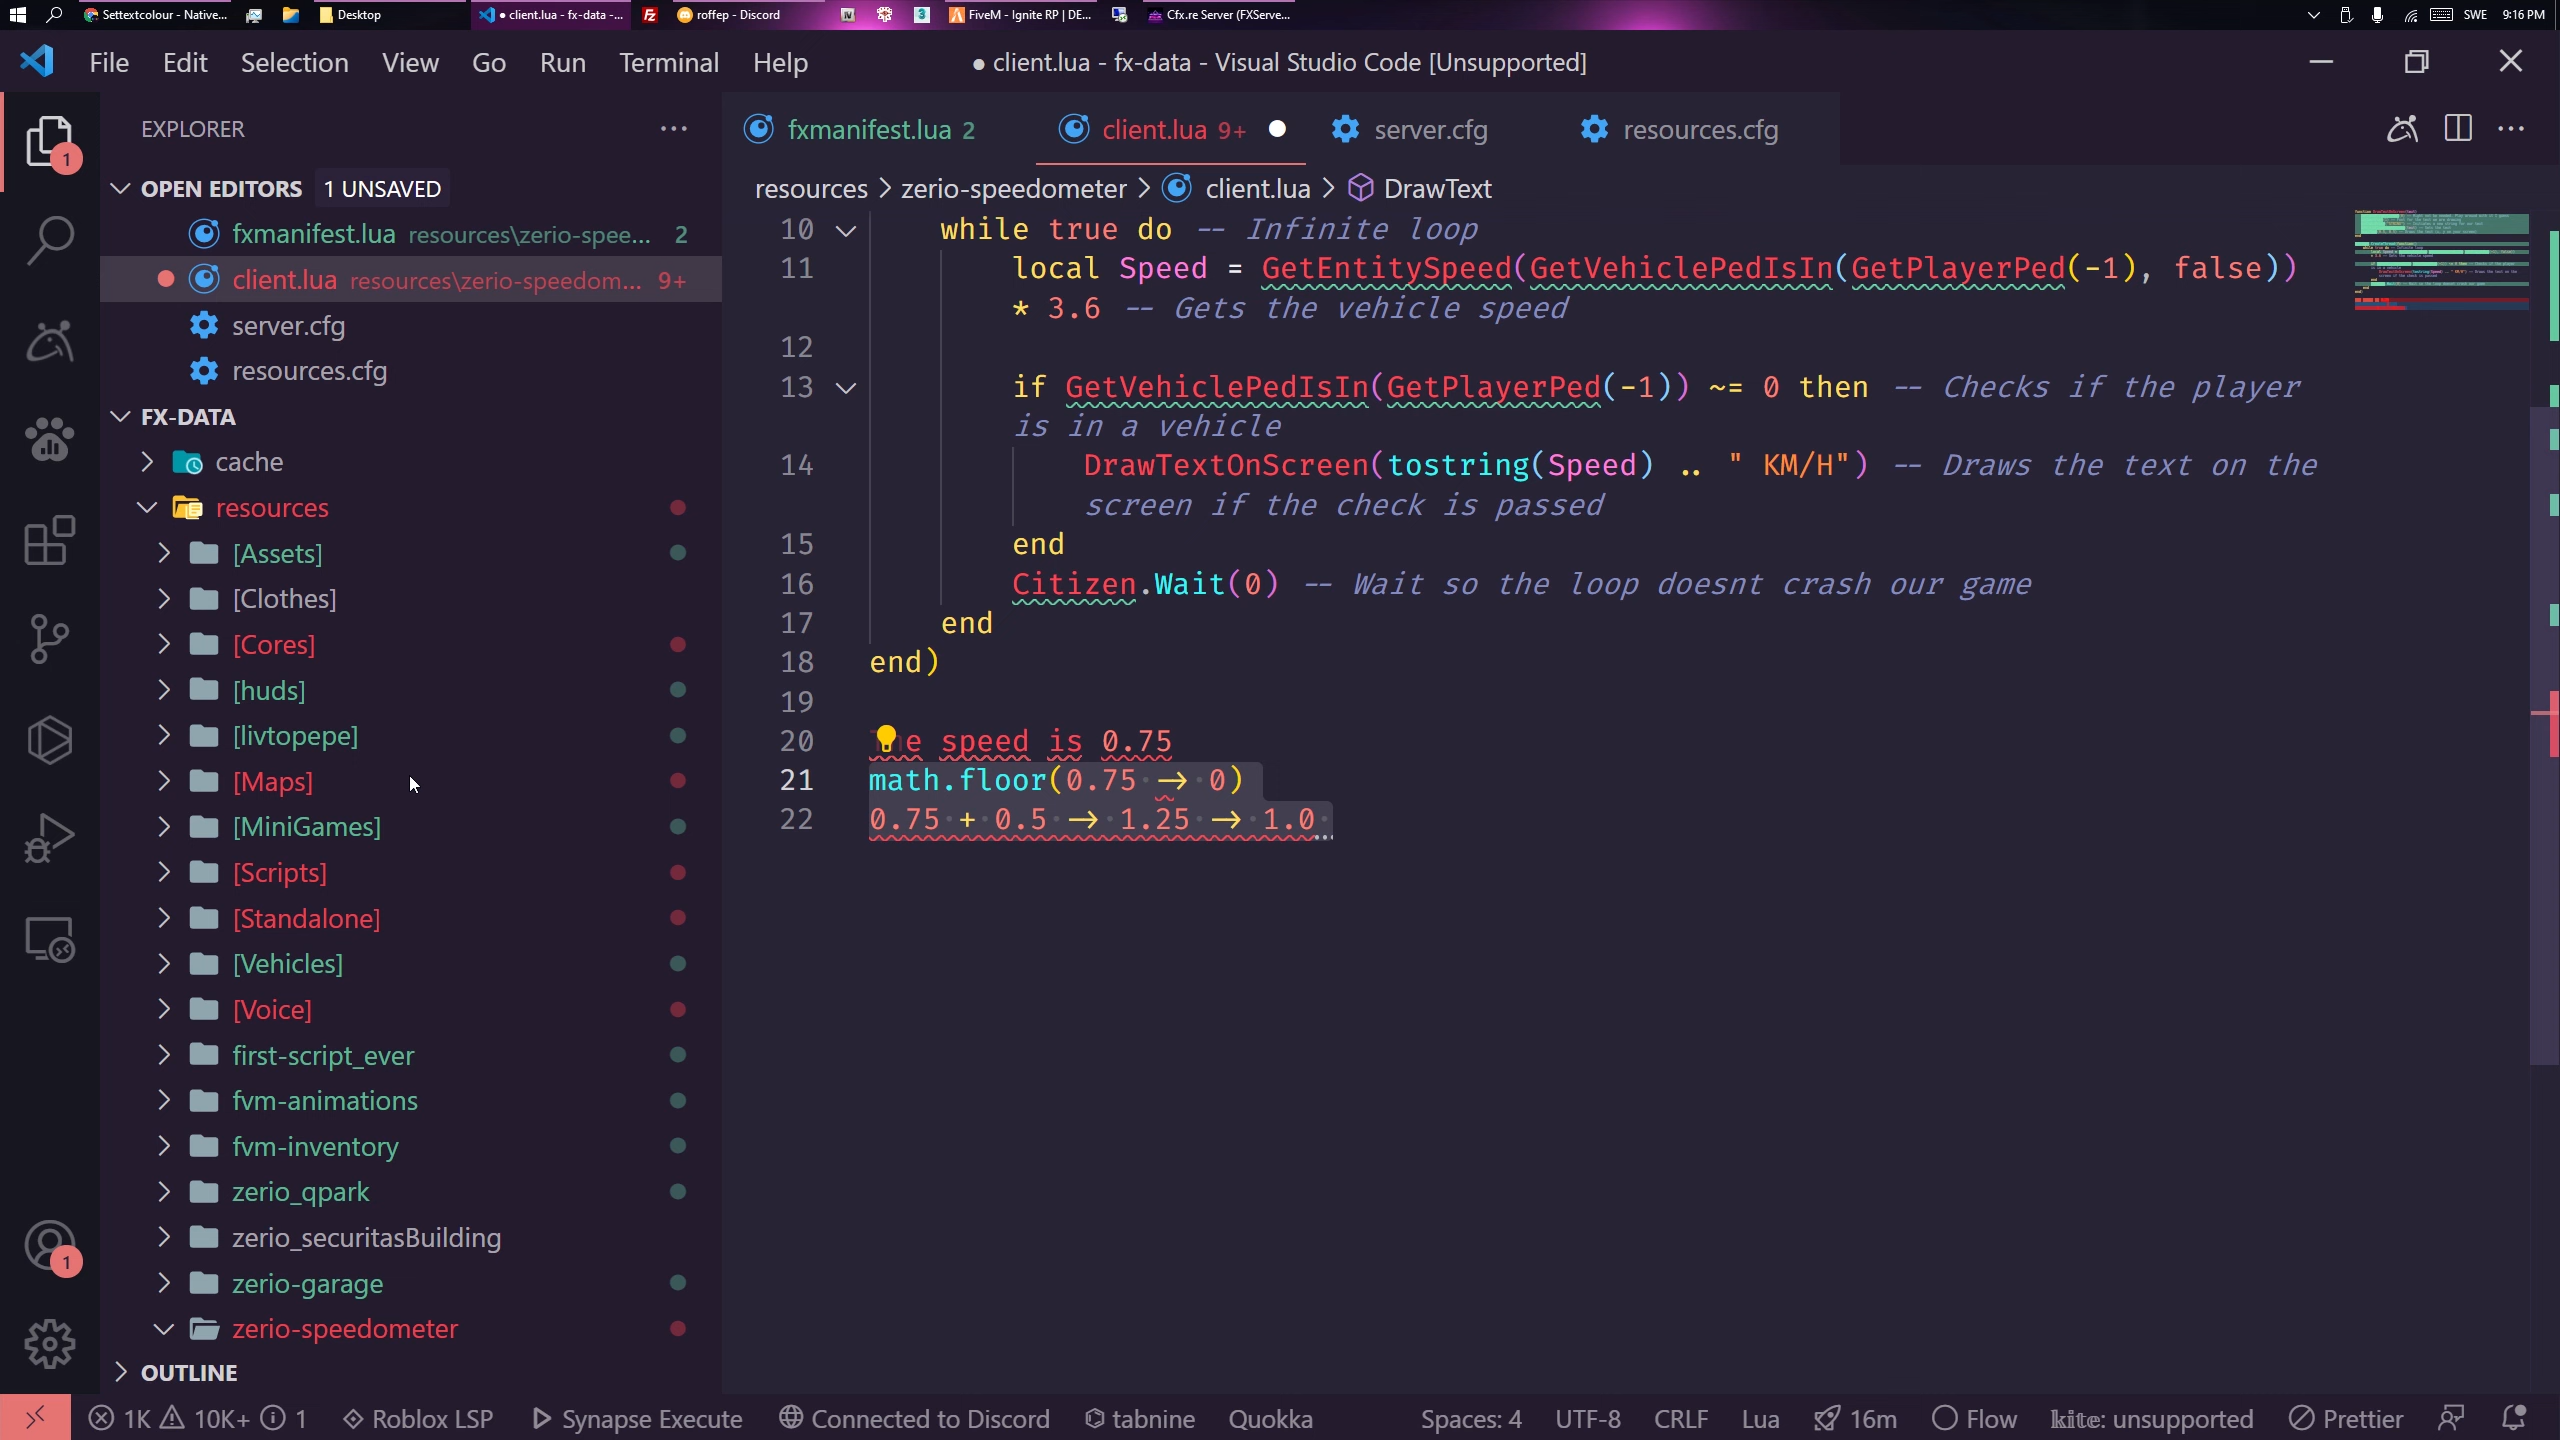 Settextcolour - Native...
Desktop
● client.lua - fx-data -...
roffep - Discord
FiveM - Ignite RP | DE...
Cfx.re Server (FXServe...
SWE
9:16 PM
File Edit Selection View Go Run Terminal Help
● client.lua - fx-data - Visual Studio Code [Unsupported]
EXPLORER
OPEN EDITORS 1 UNSAVED
fxmanifest.lua resources\zerio-spee... 2
client.lua resources\zerio-speedom... 9+
server.cfg
resources.cfg
FX-DATA
cache
resources
[Assets]
[Clothes]
[Cores]
[huds]
[livtopepe]
[Maps]
[MiniGames]
[Scripts]
[Standalone]
[Vehicles]
[Voice]
first-script_ever
fvm-animations
fvm-inventory
zerio_qpark
zerio_securitasBuilding
zerio-garage
zerio-speedometer
OUTLINE
1
1
fxmanifest.lua 2
client.lua 9+
server.cfg
resources.cfg
resources > zerio-speedometer > client.lua > DrawText
10 while true do -- Infinite loop
11 local Speed = GetEntitySpeed(GetVehiclePedIsIn(GetPlayerPed(-1), false))
* 3.6 -- Gets the vehicle speed
12
13 if GetVehiclePedIsIn(GetPlayerPed(-1)) ~= 0 then -- Checks if the player
is in a vehicle
14 DrawTextOnScreen(tostring(Speed) .. " KM/H") -- Draws the text on the
screen if the check is passed
15 end
16 Citizen.Wait(0) -- Wait so the loop doesnt crash our game
17 end
18 end)
19
20 The speed is 0.75
21 math.floor(0.75 -> 0)
22 0.75 + 0.5 -> 1.25 -> 1.0
1K 10K+ 1 Roblox LSP Synapse Execute Connected to Discord tabnine Quokka
Spaces: 4 UTF-8 CRLF Lua 16m Flow kite: unsupported Prettier